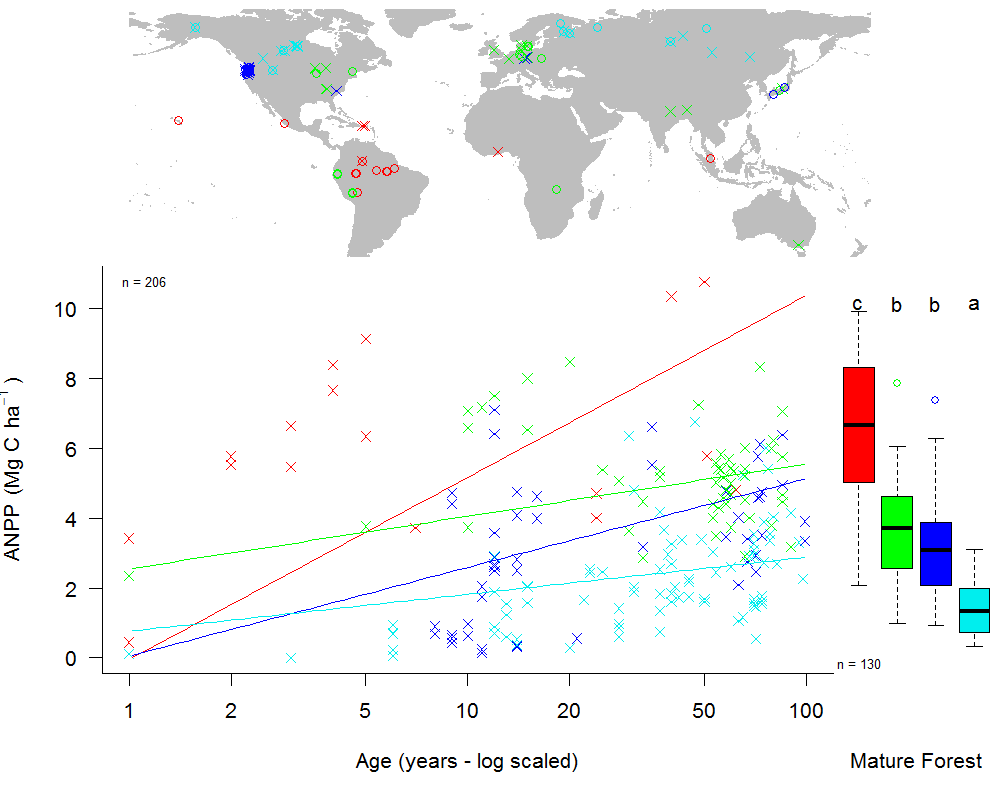 n = 206
c b b a
10
8
6
4
2
0
ANPP (Mg C ha⁻¹ )
n = 130
1 2 5 10 20 50 100
Age (years - log scaled)
Mature Forest